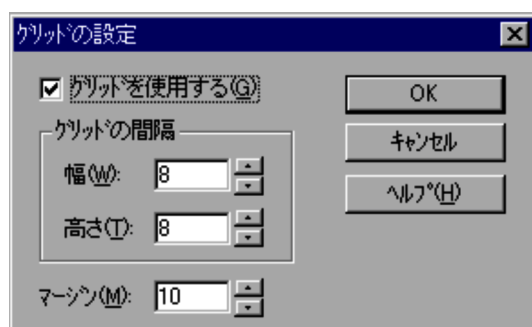 グリッドの設定
グリッドを使用する(G)
OK
グリッドの間隔
キャンセル
幅(W): 8
ヘルプ(H)
高さ(T): 8
マージン(M): 10